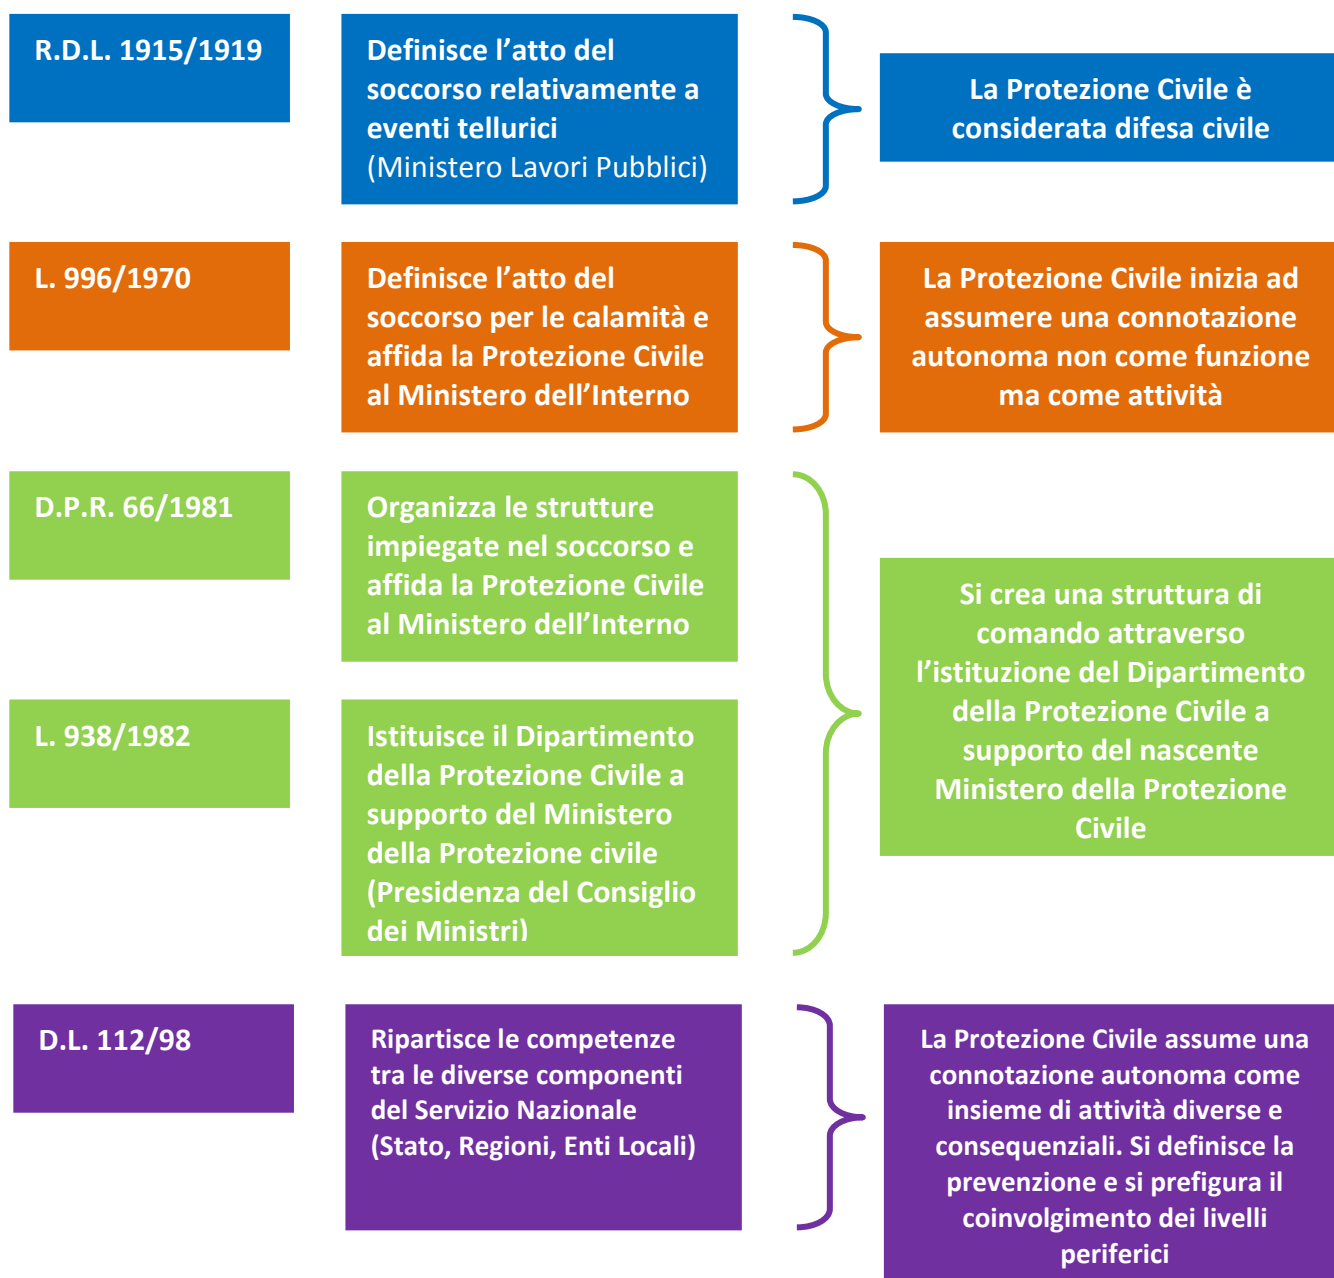 R.D.L. 1915/1919
Definisce l’atto del
soccorso relativamente a
eventi tellurici
(Ministero Lavori Pubblici)
La Protezione Civile è
considerata difesa civile
L. 996/1970
Definisce l’atto del
soccorso per le calamità e
affida la Protezione Civile
al Ministero dell’Interno
La Protezione Civile inizia ad
assumere una connotazione
autonoma non come funzione
ma come attività
D.P.R. 66/1981
Organizza le strutture
impiegate nel soccorso e
affida la Protezione Civile
al Ministero dell’Interno
L. 938/1982
Istituisce il Dipartimento
della Protezione Civile a
supporto del Ministero
della Protezione civile
(Presidenza del Consiglio
dei Ministri)
Si crea una struttura di
comando attraverso
l’istituzione del Dipartimento
della Protezione Civile a
supporto del nascente
Ministero della Protezione
Civile
D.L. 112/98
Ripartisce le competenze
tra le diverse componenti
del Servizio Nazionale
(Stato, Regioni, Enti Locali)
La Protezione Civile assume una
connotazione autonoma come
insieme di attività diverse e
consequenziali. Si definisce la
prevenzione e si prefigura il
coinvolgimento dei livelli
periferici